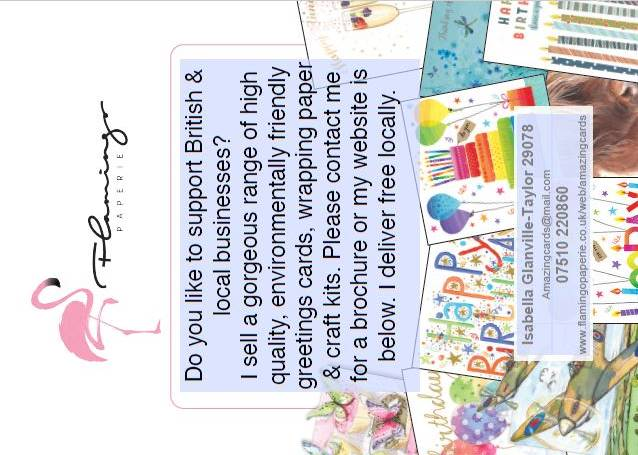 Flamingo
PAPERIE
Do you like to support British &
local businesses?
I sell a gorgeous range of high
quality, environmentally friendly
greetings cards, wrapping paper
& craft kits. Please contact me
for a brochure or my website is
below. I deliver free locally.
HAPPY
BIRTHDAY
Birthday
Isabella Glanville-Taylor 29078
Amazingcards@mail.com
07510 220860
www.flamingopaperie.co.uk/web/amazingcards